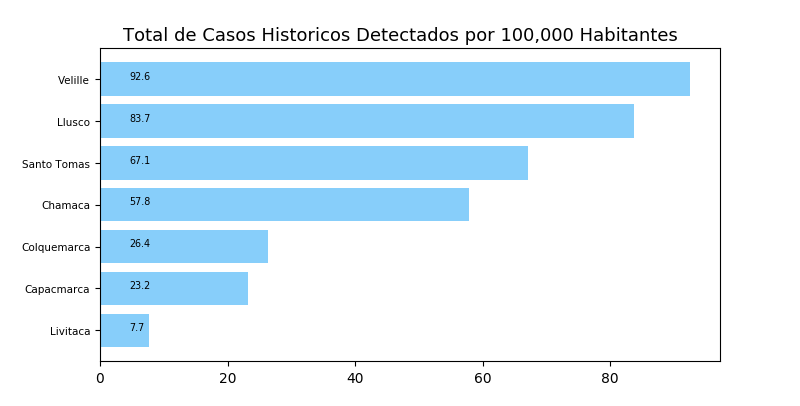 Total de Casos Historicos Detectados por 100,000 Habitantes
Velille 92.6
Llusco 83.7
Santo Tomas 67.1
Chamaca 57.8
Colquemarca 26.4
Capacmarca 23.2
Livitaca 7.7
0 20 40 60 80